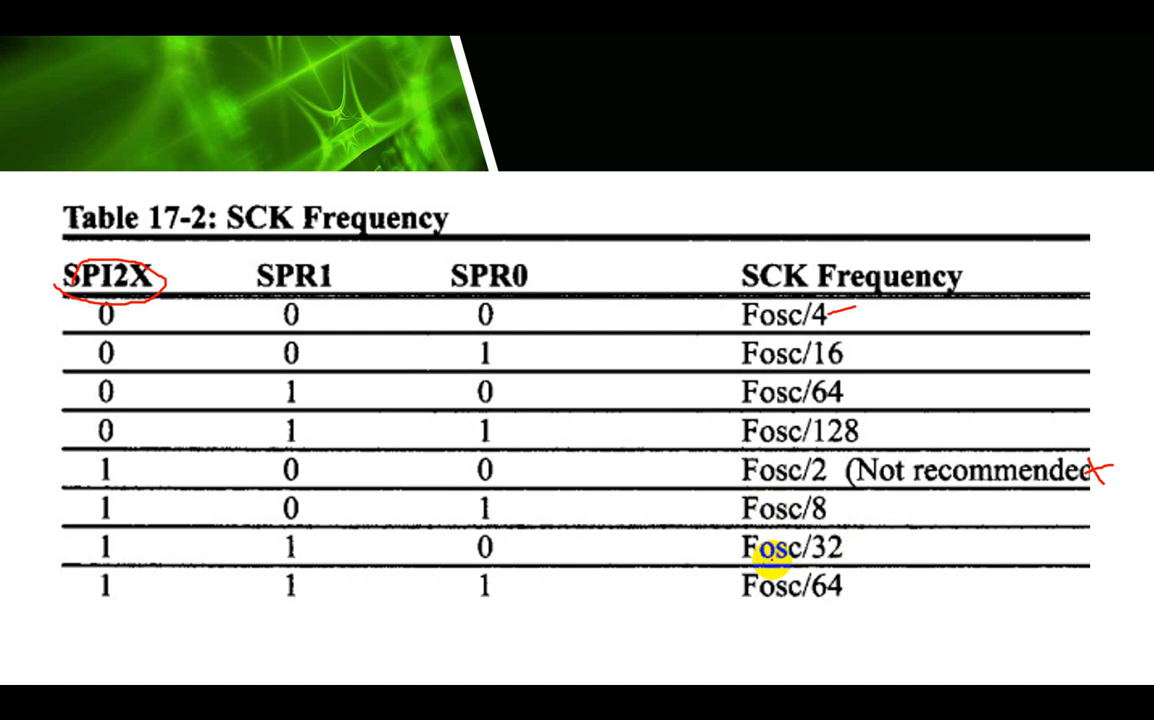 Table 17-2: SCK Frequency
SPI2X SPR1 SPR0 SCK Frequency
0 0 0 Fosc/4
0 0 1 Fosc/16
0 1 0 Fosc/64
0 1 1 Fosc/128
1 0 0 Fosc/2 (Not recommended
1 0 1 Fosc/8
1 1 0 Fosc/32
1 1 1 Fosc/64